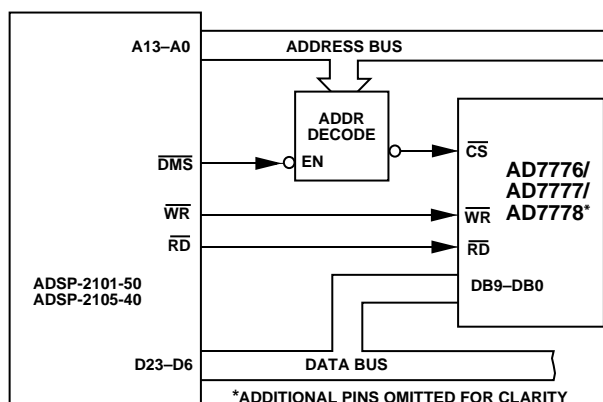 A13–A0
ADDRESS BUS
ADDR
DECODE
EN
DMS
CS
AD7776/
AD7777/
AD7778*
WR
WR
RD
RD
ADSP-2101-50
ADSP-2105-40
DB9–DB0
D23–D6
DATA BUS
*ADDITIONAL PINS OMITTED FOR CLARITY